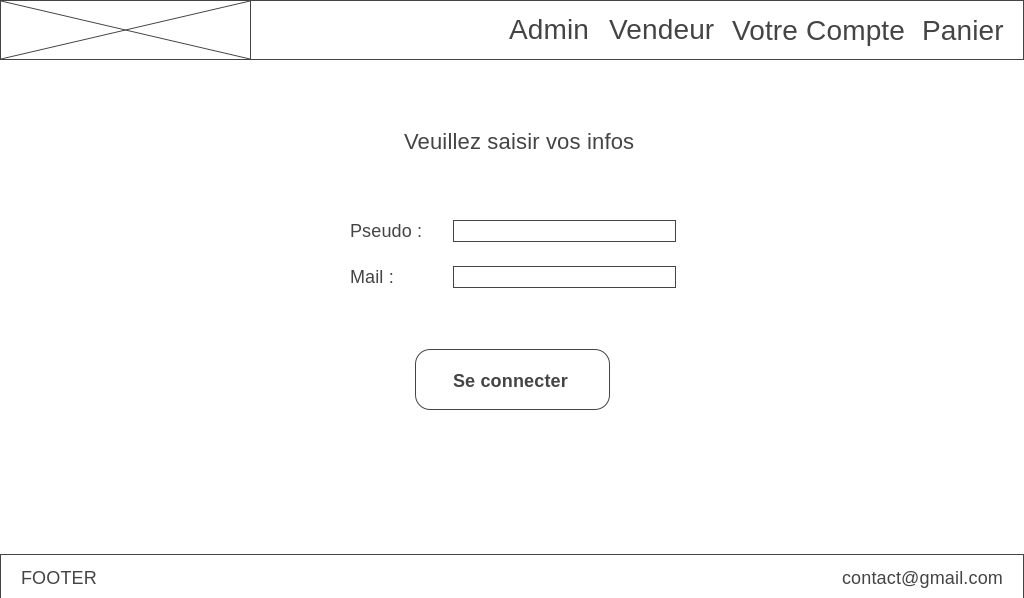 Admin Vendeur Votre Compte Panier
Veuillez saisir vos infos
Pseudo :
Mail :
Se connecter
FOOTER contact@gmail.com